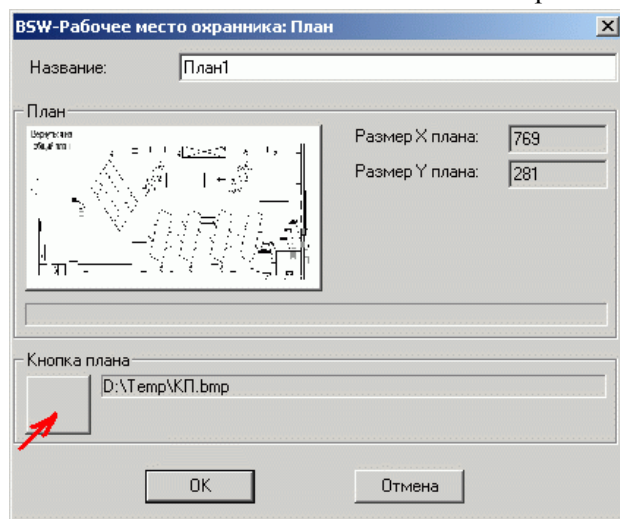 BSW-Рабочее место охранника: План
Название:
План1
План
Размер X плана:
769
Размер Y плана:
281
Кнопка плана
D:\Temp\КП.bmp
OK
Отмена